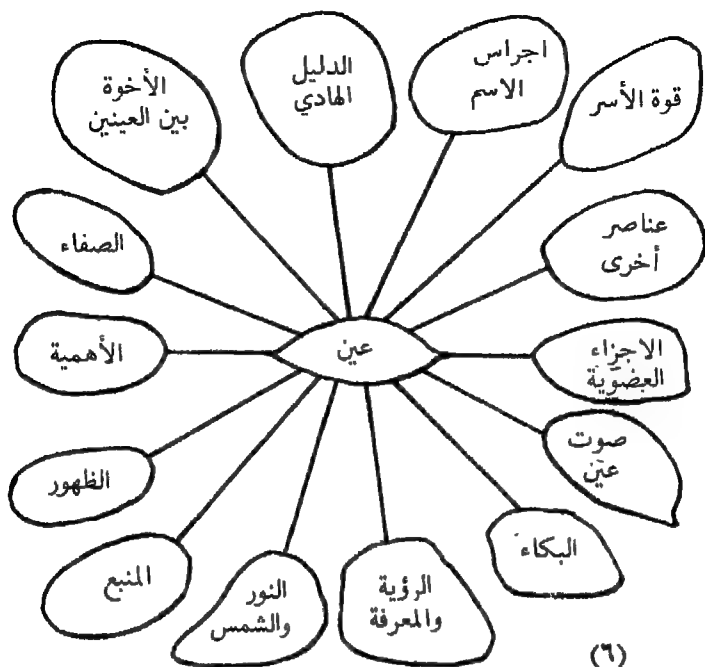 اجراس
الاسم
قوة الأسر
الدليل
الهادي
الأخوة
بين العينين
عناصر
أخرى
الصفاء
عين
الاجزاء
العضوية
الأهمية
صوت
عين
الظهور
البكاء
المنبع
النور
والشمس
الرؤية
والمعرفة
(٦)